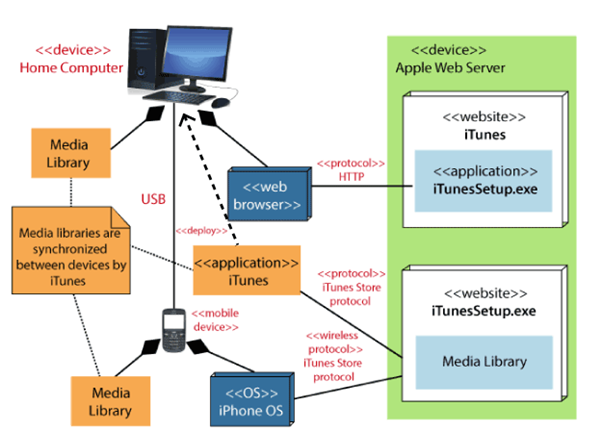 <<device>>
Home Computer
<<device>>
Apple Web Server
<<website>>
iTunes
<<application>>
iTunesSetup.exe
Media
Library
<<protocol>>
HTTP
<<web
browser>>
USB
Media libraries are
synchronized
between devices by
iTunes
<<deploy>>
<<application>>
iTunes
<<protocol>>
iTunes Store
protocol
<<website>>
iTunesSetup.exe
Media Library
<<mobile
device>>
<<wireless
protocol>>
iTunes Store
protocol
Media
Library
<<OS>>
iPhone OS